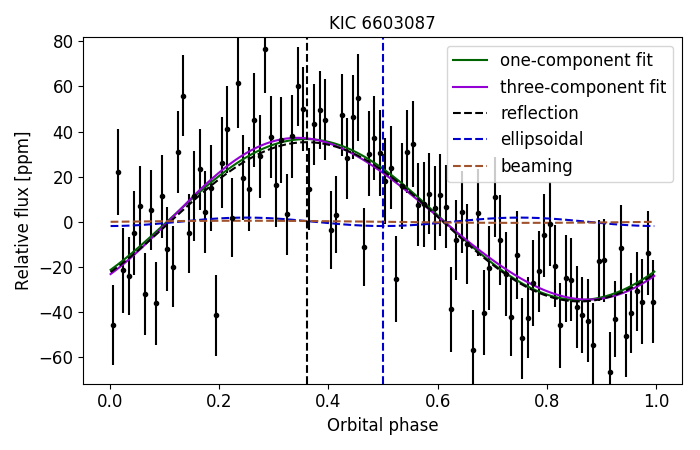 KIC 6603087
Relative flux [ppm]
80
60
40
20
0
−20
−40
−60
one-component fit
three-component fit
reflection
ellipsoidal
beaming
0.0 0.2 0.4 0.6 0.8 1.0
Orbital phase